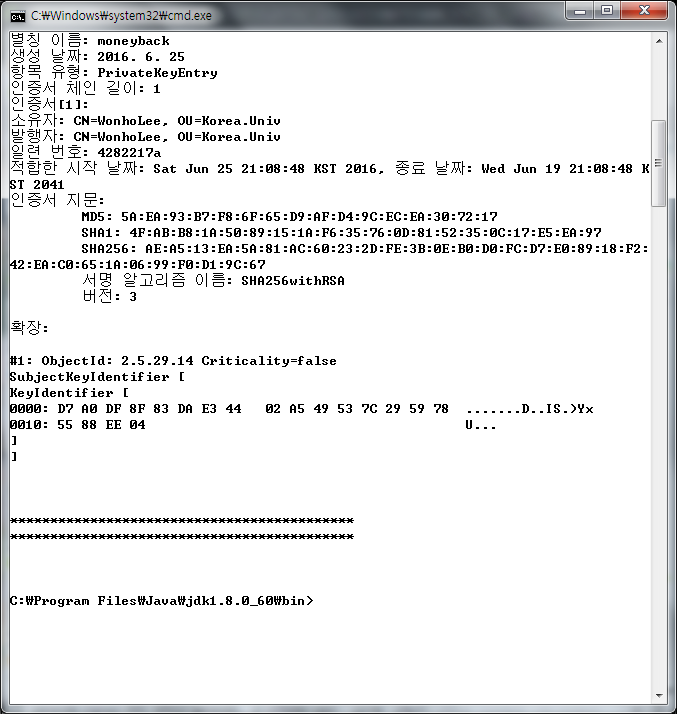 C:₩Windows₩system32₩cmd.exe
별칭 이름: moneyback
생성 날짜: 2016. 6. 25
항목 유형: PrivateKeyEntry
인증서 체인 길이: 1
인증서[1]:
소유자: CN=WonhoLee, OU=Korea.Univ
발행자: CN=WonhoLee, OU=Korea.Univ
일련 번호: 4282217a
적합한 시작 날짜: Sat Jun 25 21:08:48 KST 2016, 종료 날짜: Wed Jun 19 21:08:48 K
ST 2041
인증서 지문:
MD5: 5A:EA:93:B7:F8:6F:65:D9:AF:D4:9C:EC:EA:30:72:17
SHA1: 4F:AB:B8:1A:50:89:15:1A:F6:35:76:0D:81:52:35:0C:17:E5:EA:97
SHA256: AE:A5:13:EA:5A:81:AC:60:23:2D:FE:3B:0E:B0:D0:FC:D7:E0:89:18:F2:
42:EA:C0:65:1A:06:99:F0:D1:9C:67
서명 알고리즘 이름: SHA256withRSA
버전: 3
확장:
#1: ObjectId: 2.5.29.14 Criticality=false
SubjectKeyIdentifier [
KeyIdentifier [
0000: D7 A0 DF 8F 83 DA E3 44   02 A5 49 53 7C 29 59 78  .......D..IS.)Yx
0010: 55 88 EE 04                                        U...
]
]
*******************************************
*******************************************
C:₩Program Files₩Java₩jdk1.8.0_60₩bin>